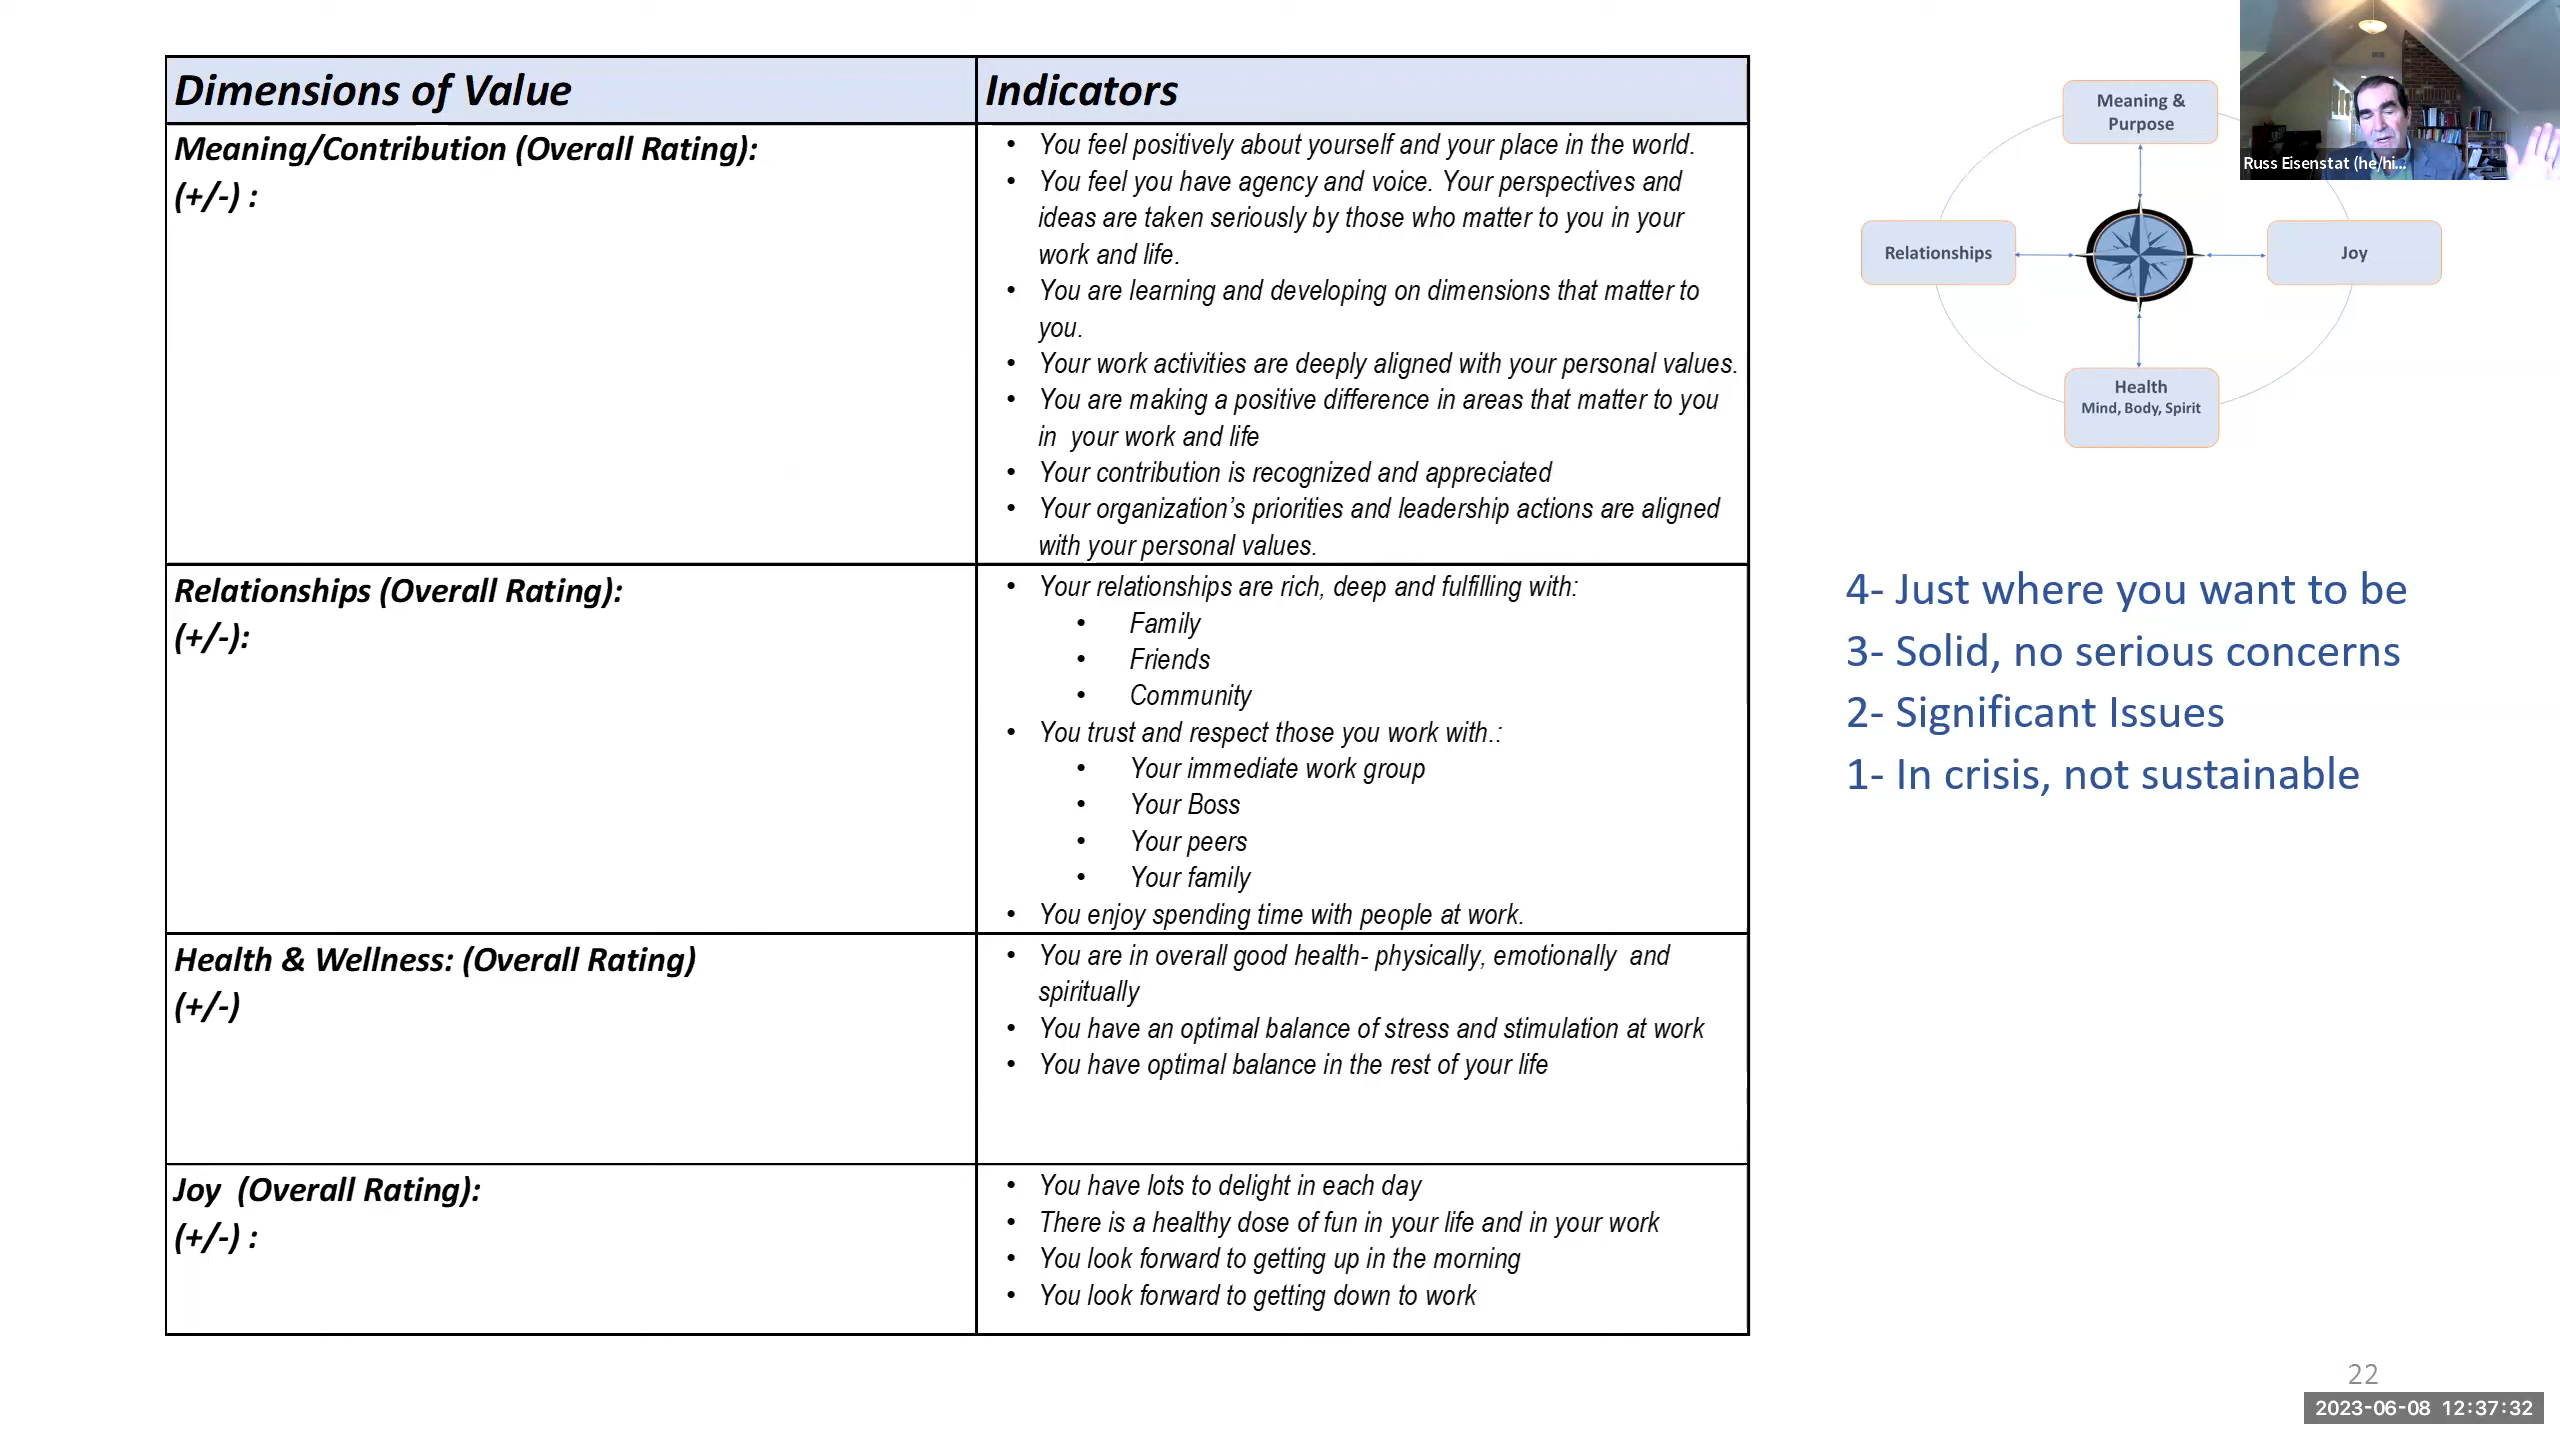 Dimensions of Value
Indicators
Meaning/Contribution (Overall Rating):
(+/-) :
• You feel positively about yourself and your place in the world.
• You feel you have agency and voice. Your perspectives and
ideas are taken seriously by those who matter to you in your
work and life.
• You are learning and developing on dimensions that matter to
you.
• Your work activities are deeply aligned with your personal values.
• You are making a positive difference in areas that matter to you
in  your work and life
• Your contribution is recognized and appreciated
• Your organization’s priorities and leadership actions are aligned
with your personal values.
Relationships (Overall Rating):
(+/-):
• Your relationships are rich, deep and fulfilling with:
• Family
• Friends
• Community
• You trust and respect those you work with.:
• Your immediate work group
• Your Boss
• Your peers
• Your family
• You enjoy spending time with people at work.
Health & Wellness: (Overall Rating)
(+/-)
• You are in overall good health- physically, emotionally  and
spiritually
• You have an optimal balance of stress and stimulation at work
• You have optimal balance in the rest of your life
Joy  (Overall Rating):
(+/-) :
• You have lots to delight in each day
• There is a healthy dose of fun in your life and in your work
• You look forward to getting up in the morning
• You look forward to getting down to work
Meaning &
Purpose
Relationships
Joy
Health
Mind, Body, Spirit
Russ Eisenstat (he/hi...
4- Just where you want to be
3- Solid, no serious concerns
2- Significant Issues
1- In crisis, not sustainable
22
2023-06-08 12:37:32